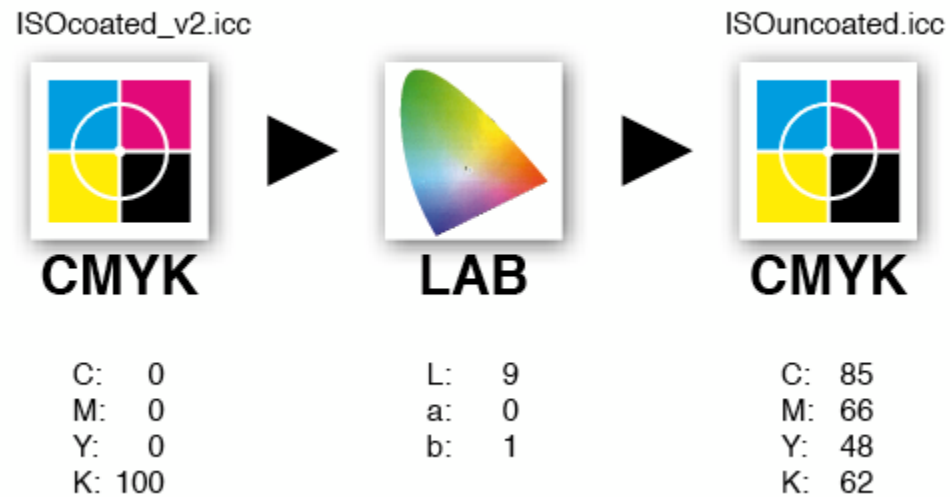 ISOcoated_v2.icc
ISOuncoated.icc
CMYK
LAB
CMYK
C: 0
M: 0
Y: 0
K: 100
L: 9
a: 0
b: 1
C: 85
M: 66
Y: 48
K: 62